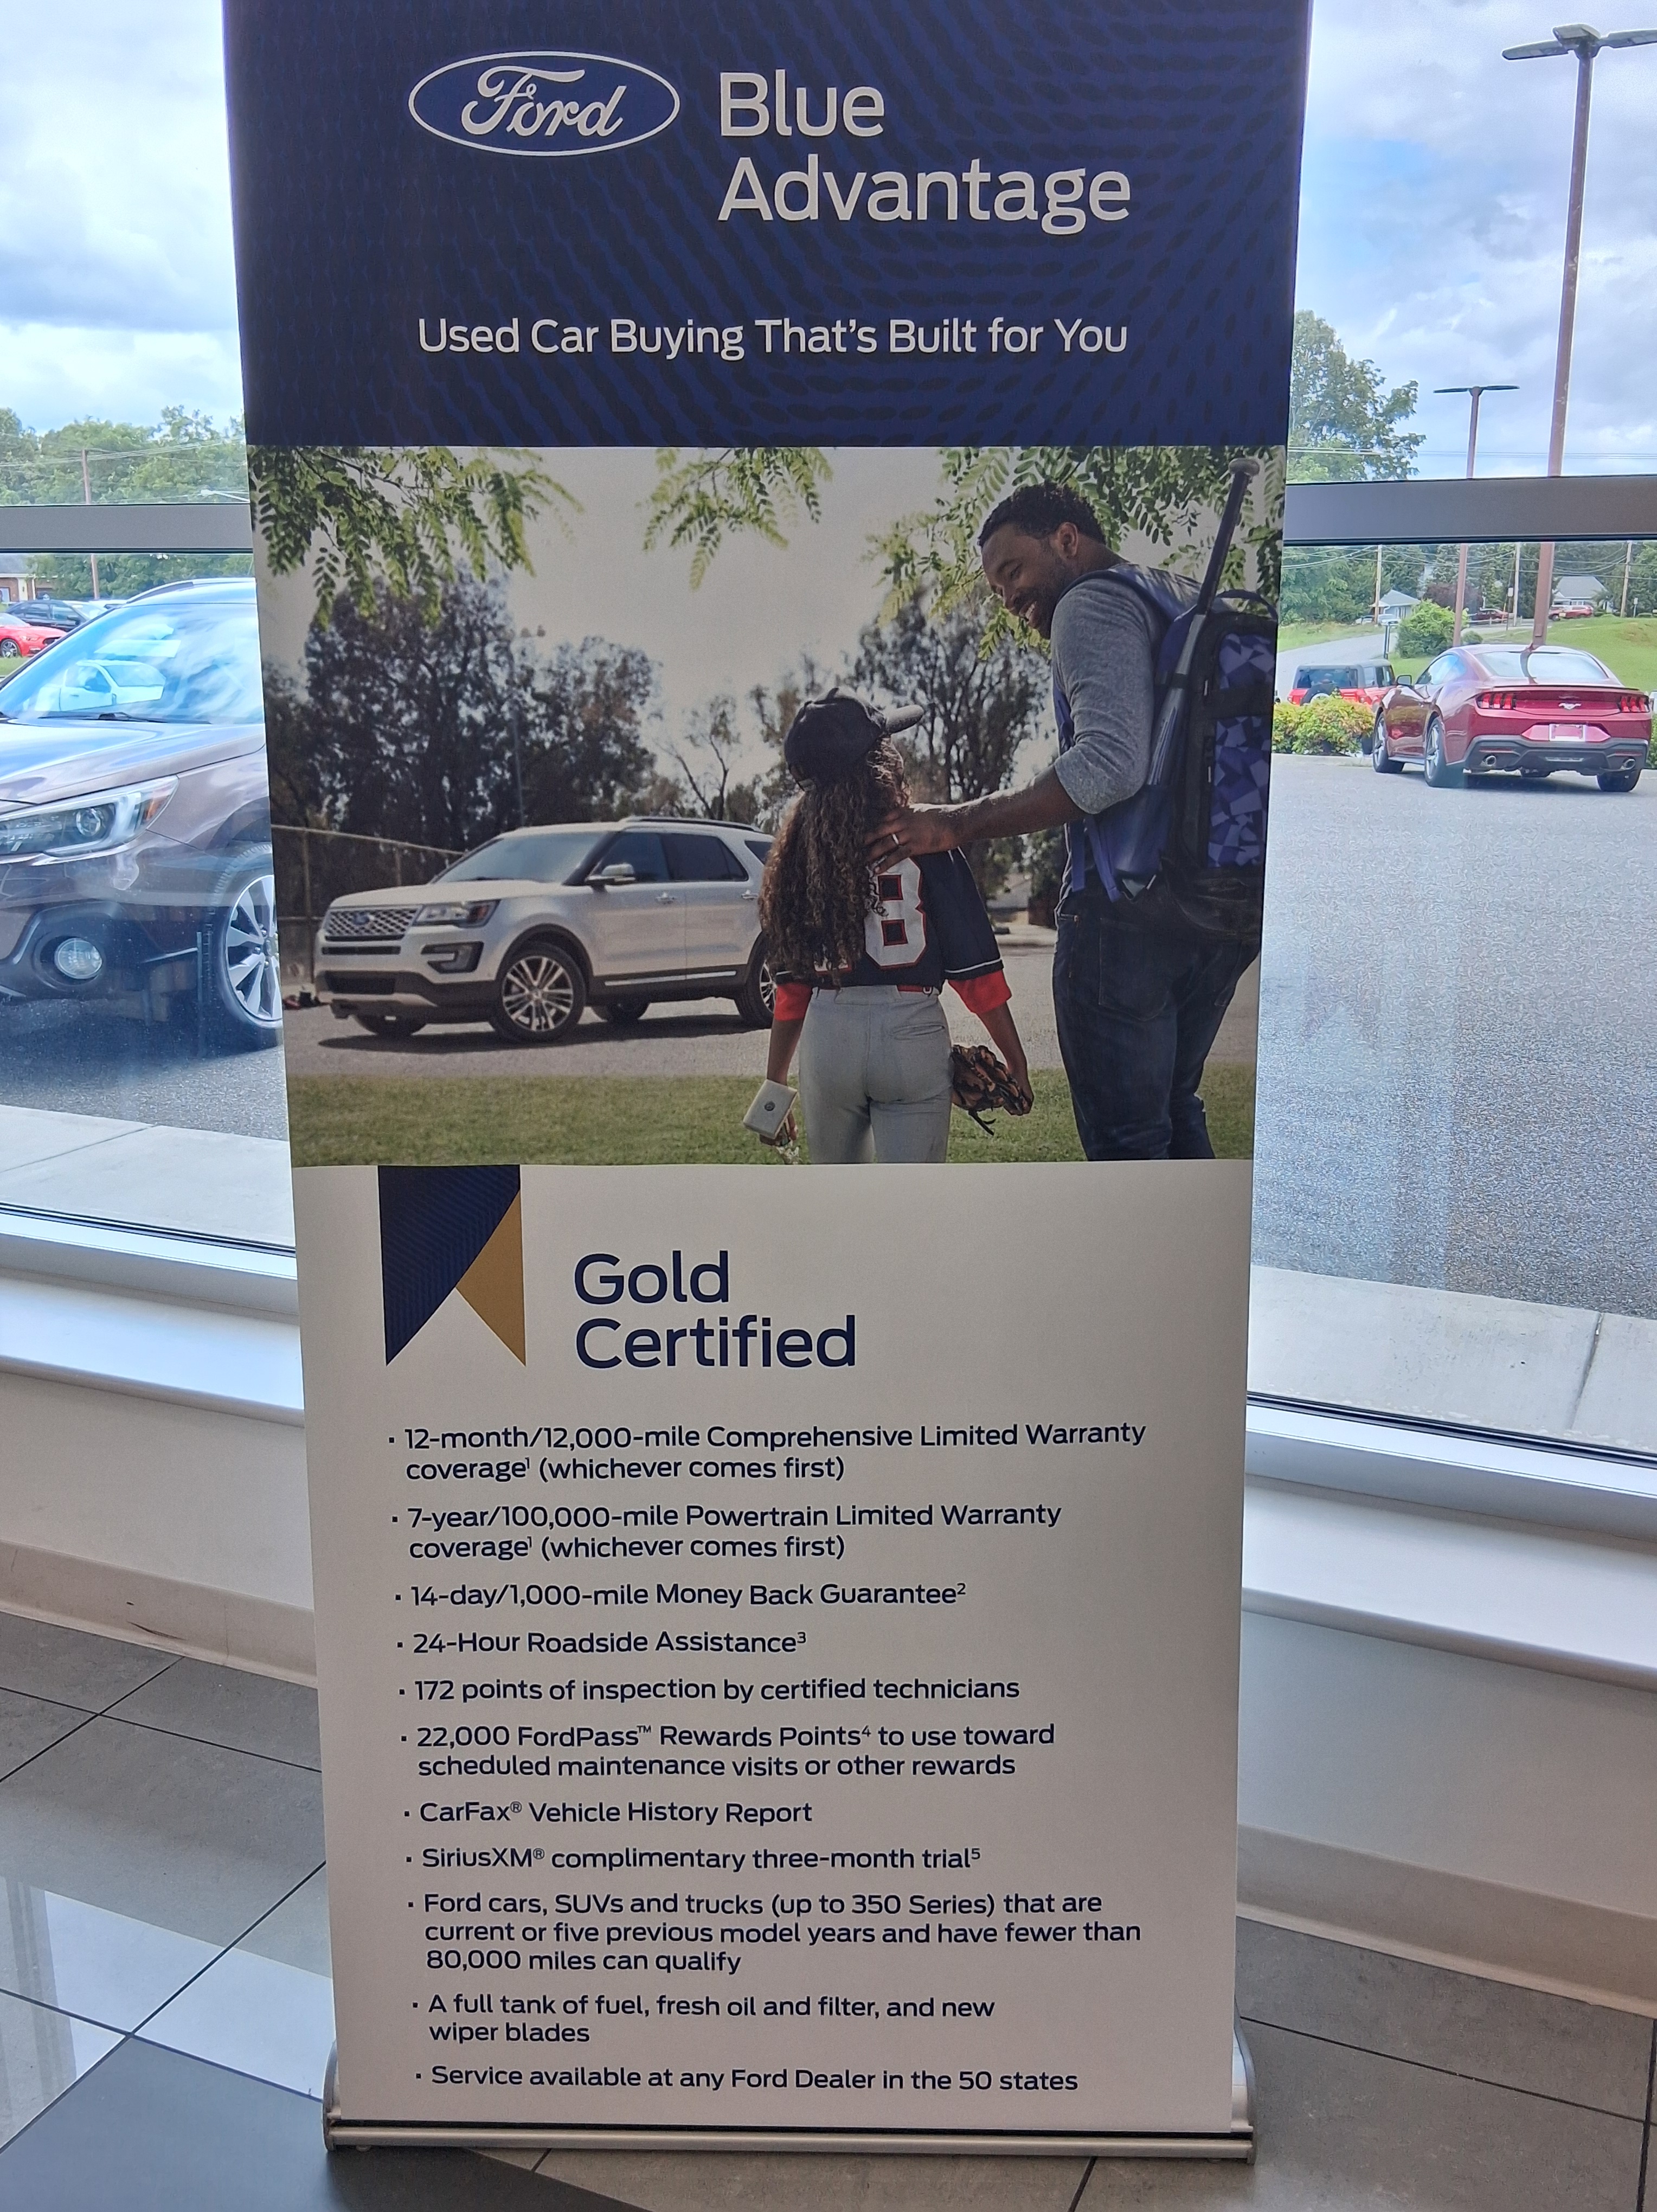 Ford
Blue
Advantage
Used Car Buying That's Built for You
8
Gold
Certified
· 12-month/12,000-mile Comprehensive Limited Warranty
coverage¹ (whichever comes first)
· 7-year/100,000-mile Powertrain Limited Warranty
coverage¹ (whichever comes first)
· 14-day/1,000-mile Money Back Guarantee²
· 24-Hour Roadside Assistance³
· 172 points of inspection by certified technicians
· 22,000 FordPass™ Rewards Points⁴ to use toward
scheduled maintenance visits or other rewards
· CarFax® Vehicle History Report
· SiriusXM® complimentary three-month trial⁵
· Ford cars, SUVs and trucks (up to 350 Series) that are
current or five previous model years and have fewer than
80,000 miles can qualify
· A full tank of fuel, fresh oil and filter, and new
wiper blades
· Service available at any Ford Dealer in the 50 states